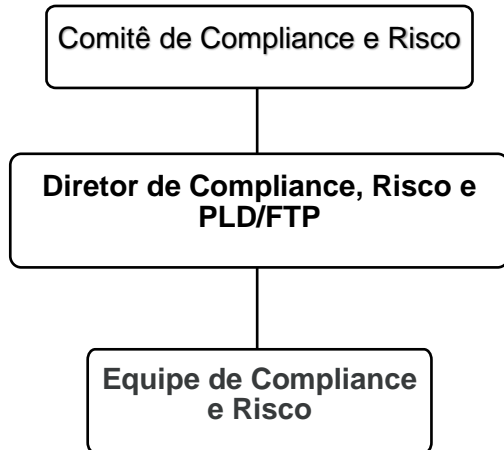 Comitê de Compliance e Risco
Diretor de Compliance, Risco e
PLD/FTP
Equipe de Compliance
e Risco